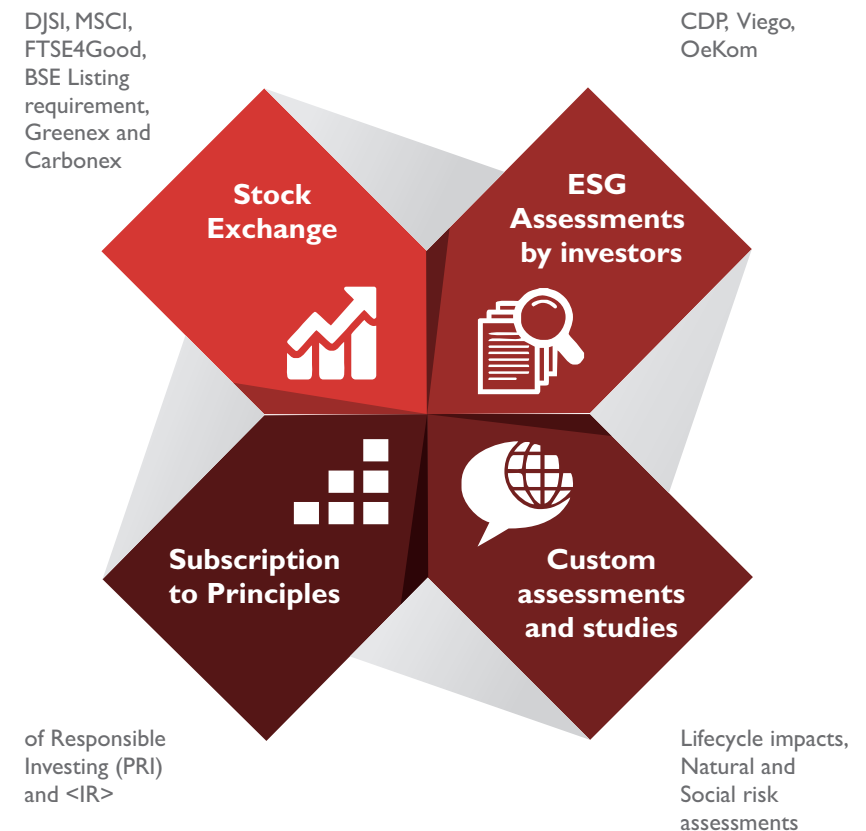 DJSI, MSCI,
FTSE4Good,
BSE Listing
requirement,
Greenex and
Carbonex
CDP, Viego,
OeKom
Stock
Exchange
ESG
Assessments
by investors
Subscription
to Principles
Custom
assessments
and studies
of Responsible
Investing (PRI)
and <IR>
Lifecycle impacts,
Natural and
Social risk
assessments